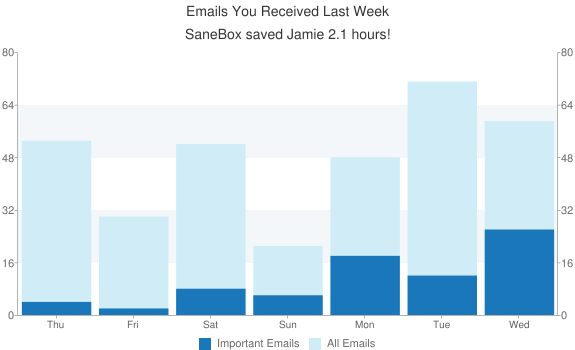 Emails You Received Last Week
SaneBox saved Jamie 2.1 hours!
80 80
64 64
48 48
32 32
16 16
0 0
Thu Fri Sat Sun Mon Tue Wed
Important Emails All Emails